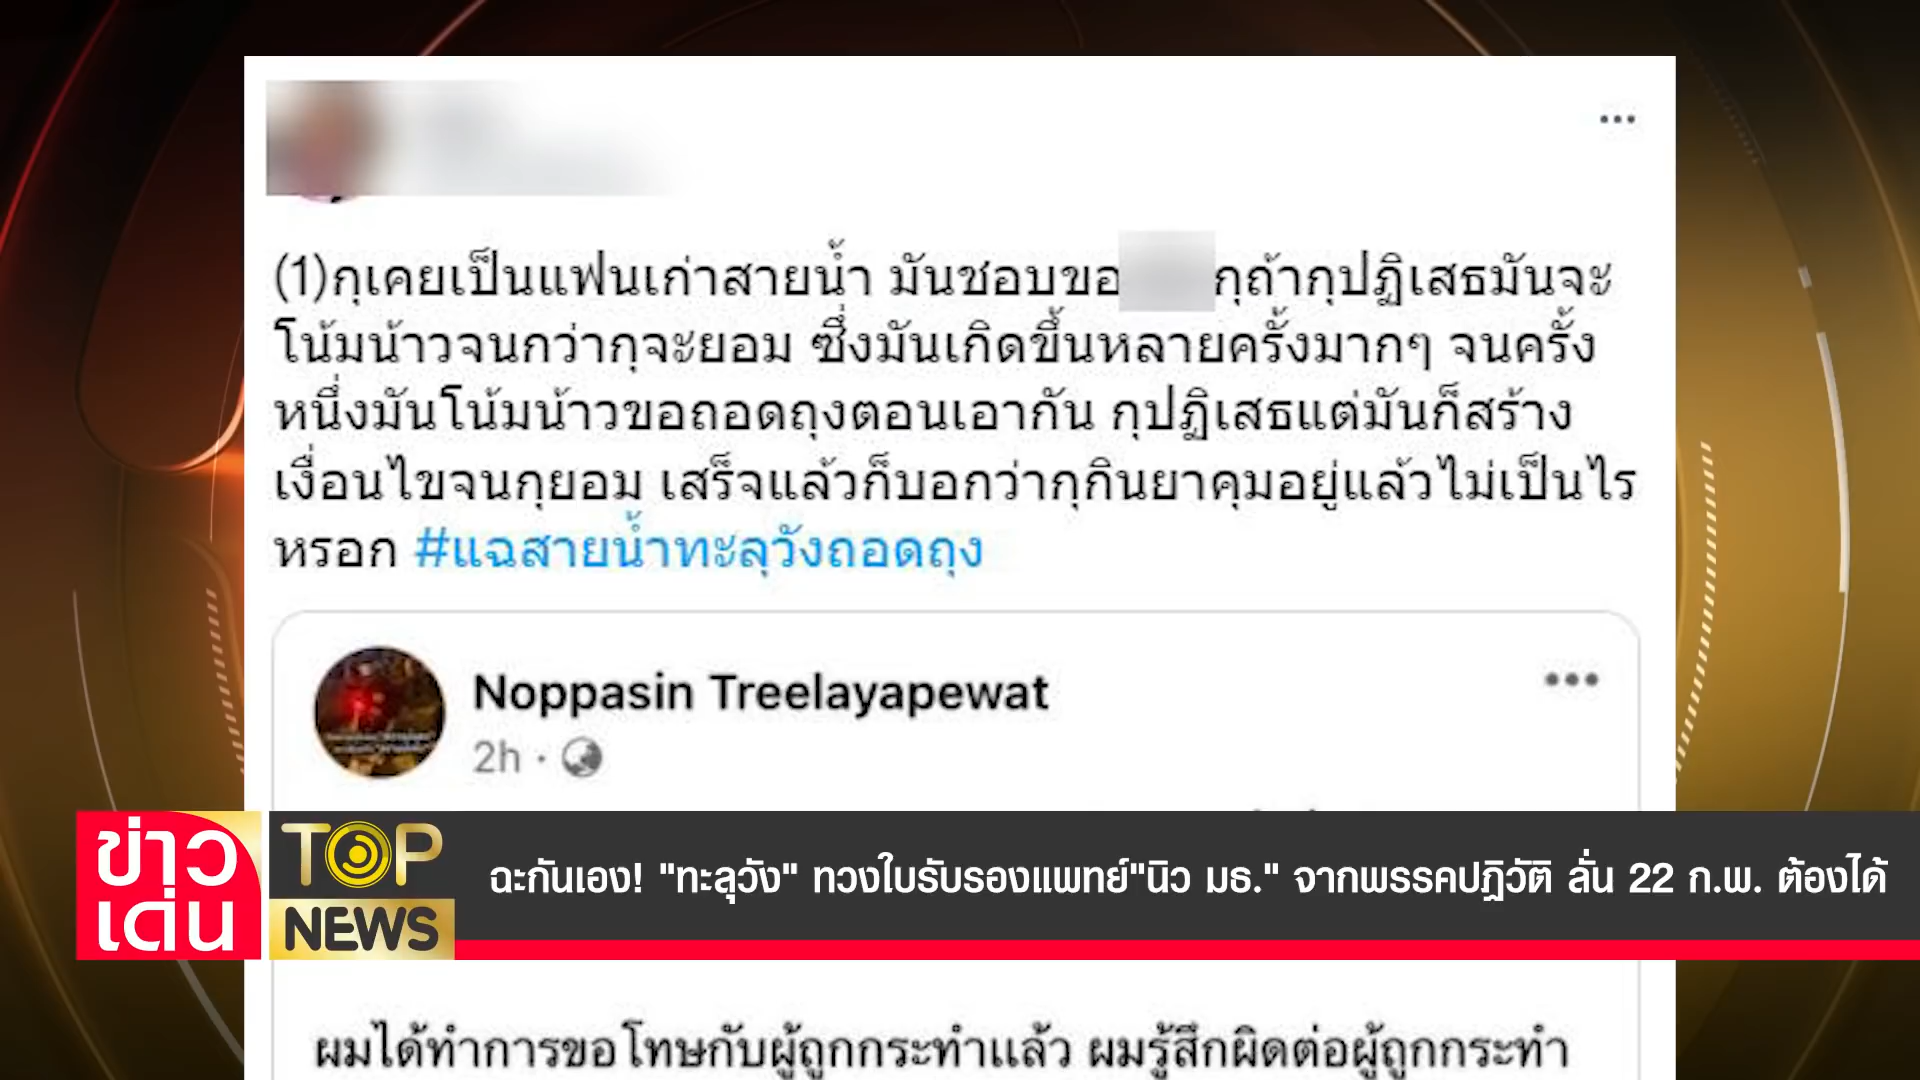 (1)กุเคยเป็นแฟนเก่าสายน้ำ มันชอบขอ กุถ้ากุปฏิเสธมันจะ
โน้มน้าวจนกว่ากุจะยอม ซึ่งมันเกิดขึ้นหลายครั้งมากๆ จนครั้ง
หนึ่งมันโน้มน้าวขอถอดถุงตอนเอากัน กุปฏิเสธแต่มันก็สร้าง
เงื่อนไขจนกุยอม เสร็จแล้วก็บอกว่ากุกินยาคุมอยู่แล้วไม่เป็นไร
หรอก #แฉสายน้ำทะลุวังถอดถุง
Noppasin Treelayapewat
2h ·
ข่าว
เด่น
TOP
NEWS
ฉะกันเอง! "ทะลุวัง" ทวงใบรับรองแพทย์"นิว มธ." จากพรรคปฏิวัติ ลั่น 22 ก.พ. ต้องได้
ผมได้ทำการขอโทษกับผู้ถูกกระทำแล้ว ผมรู้สึกผิดต่อผู้ถูกกระทำ